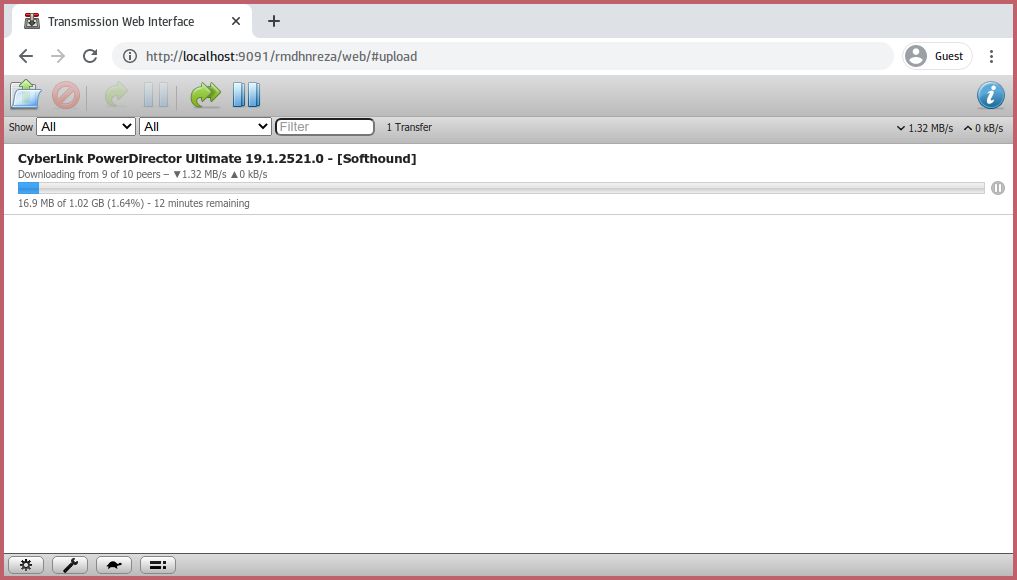 Transmission Web Interface
http://localhost:9091/rmdhnreza/web/#upload
Guest
Show All All Filter 1 Transfer 1.32 MB/s 0 kB/s
CyberLink PowerDirector Ultimate 19.1.2521.0 - [Softhound]
Downloading from 9 of 10 peers – ▼1.32 MB/s ▲0 kB/s
16.9 MB of 1.02 GB (1.64%) - 12 minutes remaining